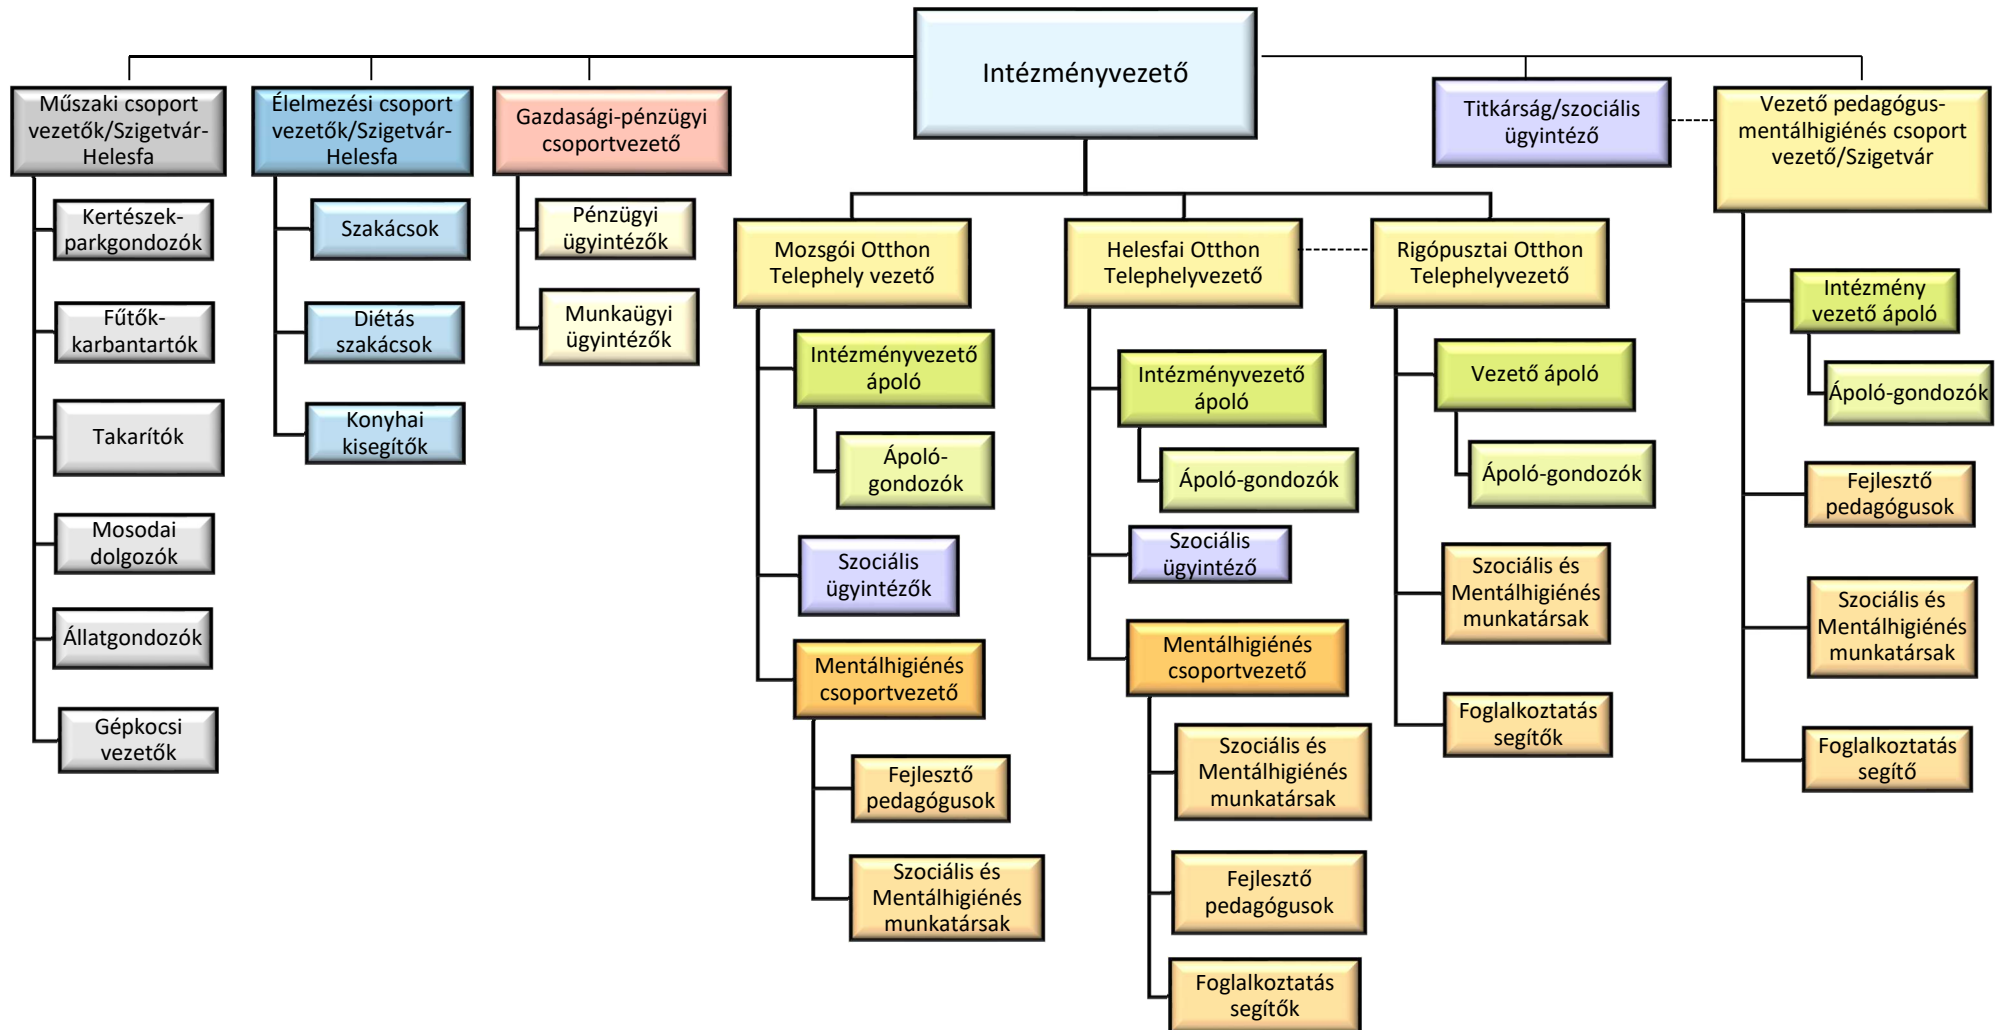 Intézményvezető
Műszaki csoport
vezetők/Szigetvár-
Helesfa
Kertészek-
parkgondozók
Fűtők-
karbantartók
Takarítók
Mosodai
dolgozók
Állatgondozók
Gépkocsi
vezetők
Élelmezési csoport
vezetők/Szigetvár-
Helesfa
Szakácsok
Diétás
szakácsok
Konyhai
kisegítők
Gazdasági-pénzügyi
csoportvezető
Pénzügyi
ügyintézők
Munkaügyi
ügyintézők
Mozsgói Otthon
Telephely vezető
Intézményvezető
ápoló
Ápoló-
gondozók
Szociális
ügyintézők
Mentálhigiénés
csoportvezető
Fejlesztő
pedagógusok
Szociális és
Mentálhigiénés
munkatársak
Helesfai Otthon
Telephelyvezető
Intézményvezető
ápoló
Ápoló-gondozók
Szociális
ügyintéző
Mentálhigiénés
csoportvezető
Szociális és
Mentálhigiénés
munkatársak
Fejlesztő
pedagógusok
Foglalkoztatás
segítők
Rigópusztai Otthon
Telephelyvezető
Vezető ápoló
Ápoló-gondozók
Szociális és
Mentálhigiénés
munkatársak
Foglalkoztatás
segítők
Titkárság/szociális
ügyintéző
Vezető pedagógus-
mentálhigiénés csoport
vezető/Szigetvár
Intézmény
vezető ápoló
Ápoló-gondozók
Fejlesztő
pedagógusok
Szociális és
Mentálhigiénés
munkatársak
Foglalkoztatás
segítő